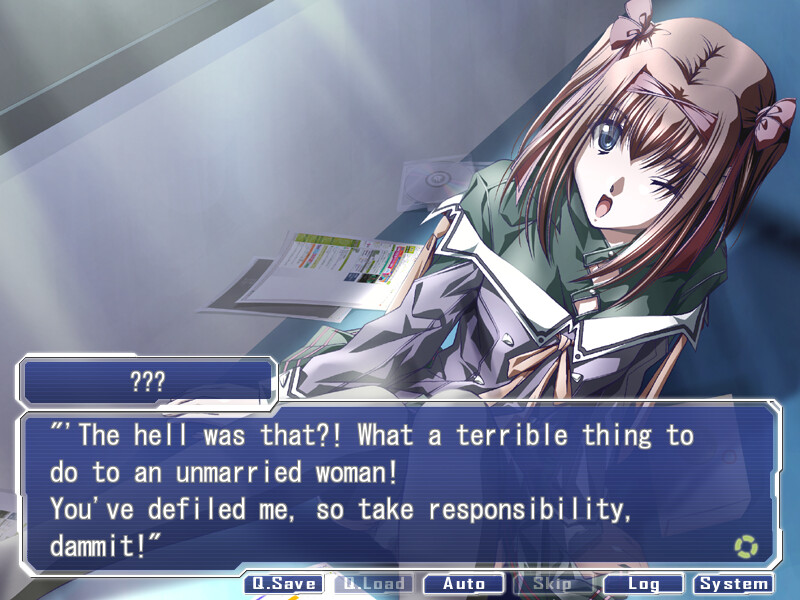 ???
"'The hell was that?! What a terrible thing to
do to an unmarried woman!
You've defiled me, so take responsibility,
dammit!"
Q.Save Q.Load Auto Skip Log System